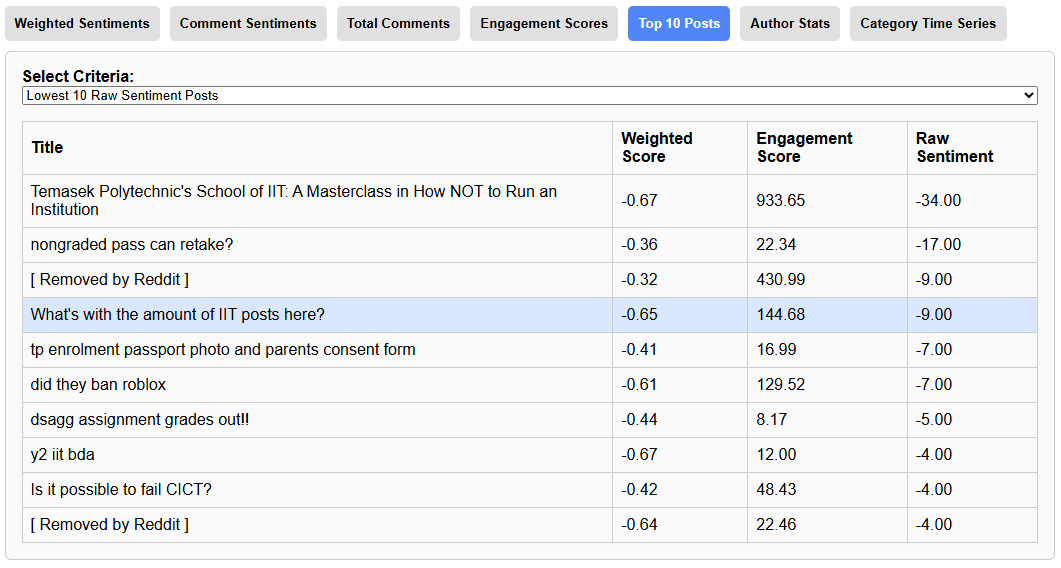 Weighted Sentiments Comment Sentiments Total Comments Engagement Scores Top 10 Posts Author Stats Category Time Series
Select Criteria:
Lowest 10 Raw Sentiment Posts
Title Weighted Score Engagement Score Raw Sentiment
Temasek Polytechnic's School of IIT: A Masterclass in How NOT to Run an Institution -0.67 933.65 -34.00
nongraded pass can retake? -0.36 22.34 -17.00
[ Removed by Reddit ] -0.32 430.99 -9.00
What's with the amount of IIT posts here? -0.65 144.68 -9.00
tp enrolment passport photo and parents consent form -0.41 16.99 -7.00
did they ban roblox -0.61 129.52 -7.00
dsagg assignment grades out!! -0.44 8.17 -5.00
y2 iit bda -0.67 12.00 -4.00
Is it possible to fail CICT? -0.42 48.43 -4.00
[ Removed by Reddit ] -0.64 22.46 -4.00